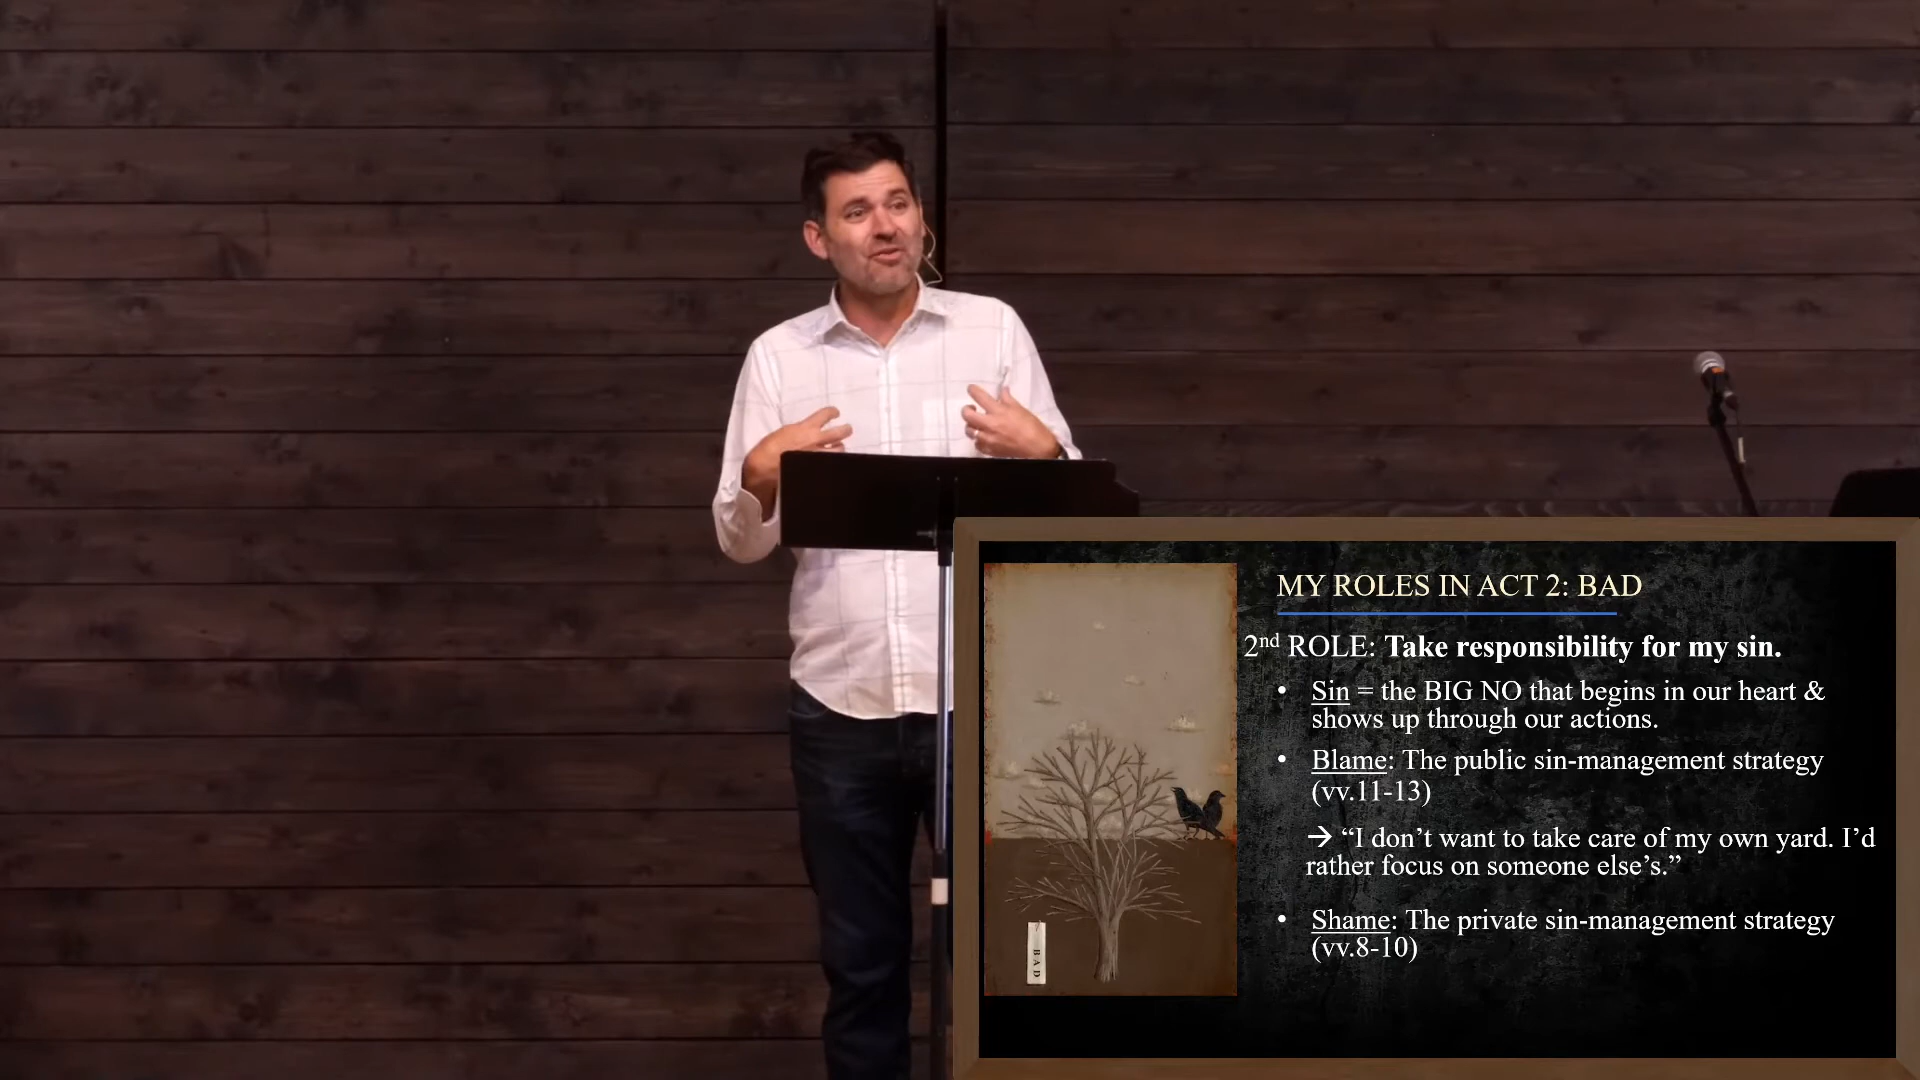 MY ROLES IN ACT 2: BAD
2nd ROLE: Take responsibility for my sin.
• Sin = the BIG NO that begins in our heart &
shows up through our actions.
• Blame: The public sin-management strategy
(vv.11-13)
→ “I don’t want to take care of my own yard. I’d
rather focus on someone else’s.”
• Shame: The private sin-management strategy
(vv.8-10)
BAD